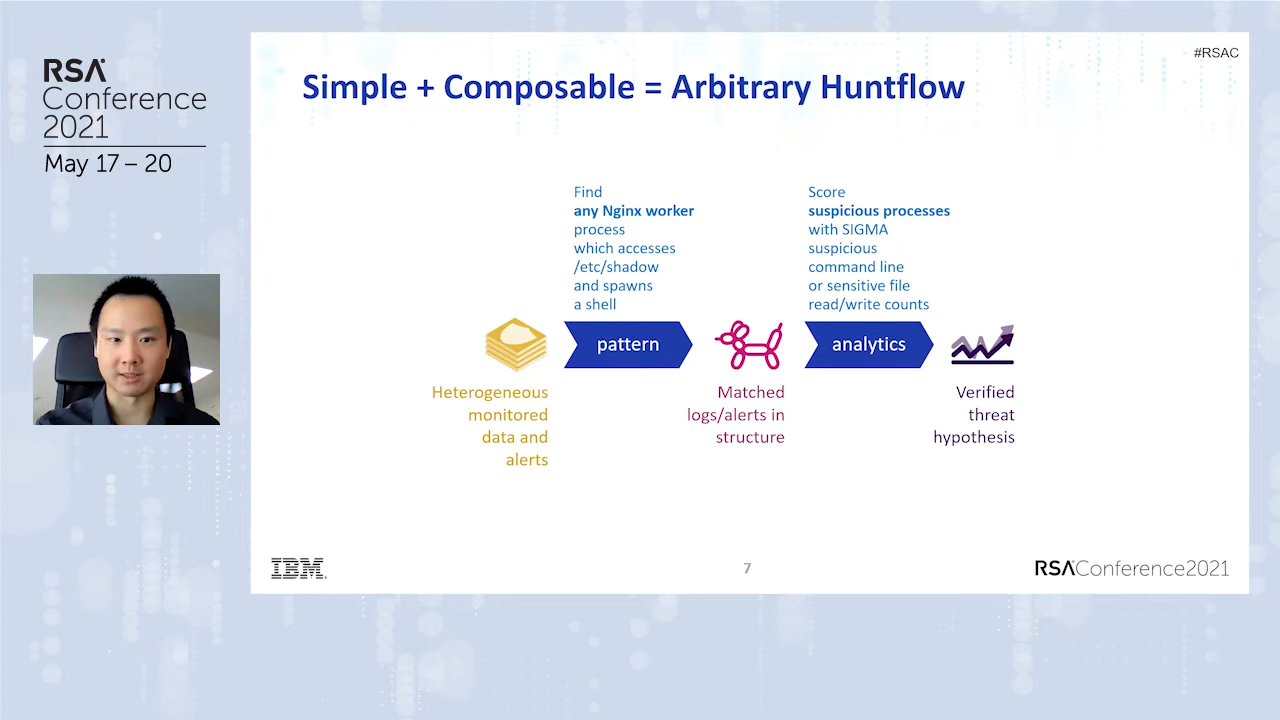 RSA
Conference
2021
May 17 – 20
#RSAC
Simple + Composable = Arbitrary Huntflow
Find
any Nginx worker
process
which accesses
/etc/shadow
and spawns
a shell
Score
suspicious processes
with SIGMA
suspicious
command line
or sensitive file
read/write counts
pattern
analytics
Heterogeneous
monitored
data and
alerts
Matched
logs/alerts in
structure
Verified
threat
hypothesis
IBM.
7
RSAConference2021